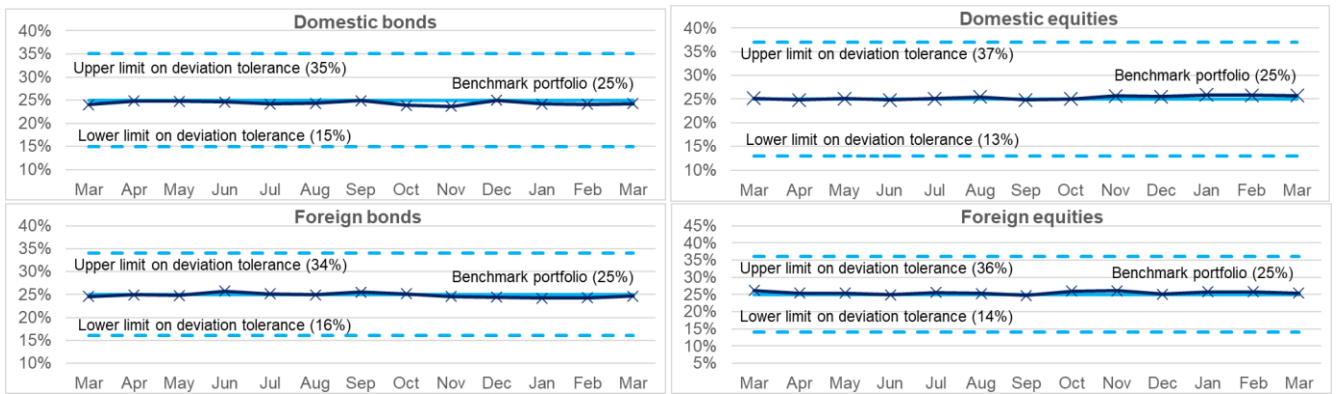 Domestic bonds
40%
35%
Upper limit on deviation tolerance (35%)
30%
Benchmark portfolio (25%)
25%
20%
Lower limit on deviation tolerance (15%)
15%
10%
Mar Apr May Jun Jul Aug Sep Oct Nov Dec Jan Feb Mar
Domestic equities
40%
35%
Upper limit on deviation tolerance (37%)
30%
Benchmark portfolio (25%)
25%
20%
Lower limit on deviation tolerance (13%)
15%
10%
Mar Apr May Jun Jul Aug Sep Oct Nov Dec Jan Feb Mar
Foreign bonds
40%
35%
Upper limit on deviation tolerance (34%)
30%
Benchmark portfolio (25%)
25%
20%
Lower limit on deviation tolerance (16%)
15%
10%
Mar Apr May Jun Jul Aug Sep Oct Nov Dec Jan Feb Mar
Foreign equities
45%
40%
35%
Upper limit on deviation tolerance (36%)
Benchmark portfolio (25%)
30%
25%
20%
Lower limit on deviation tolerance (14%)
15%
10%
5%
Mar Apr May Jun Jul Aug Sep Oct Nov Dec Jan Feb Mar